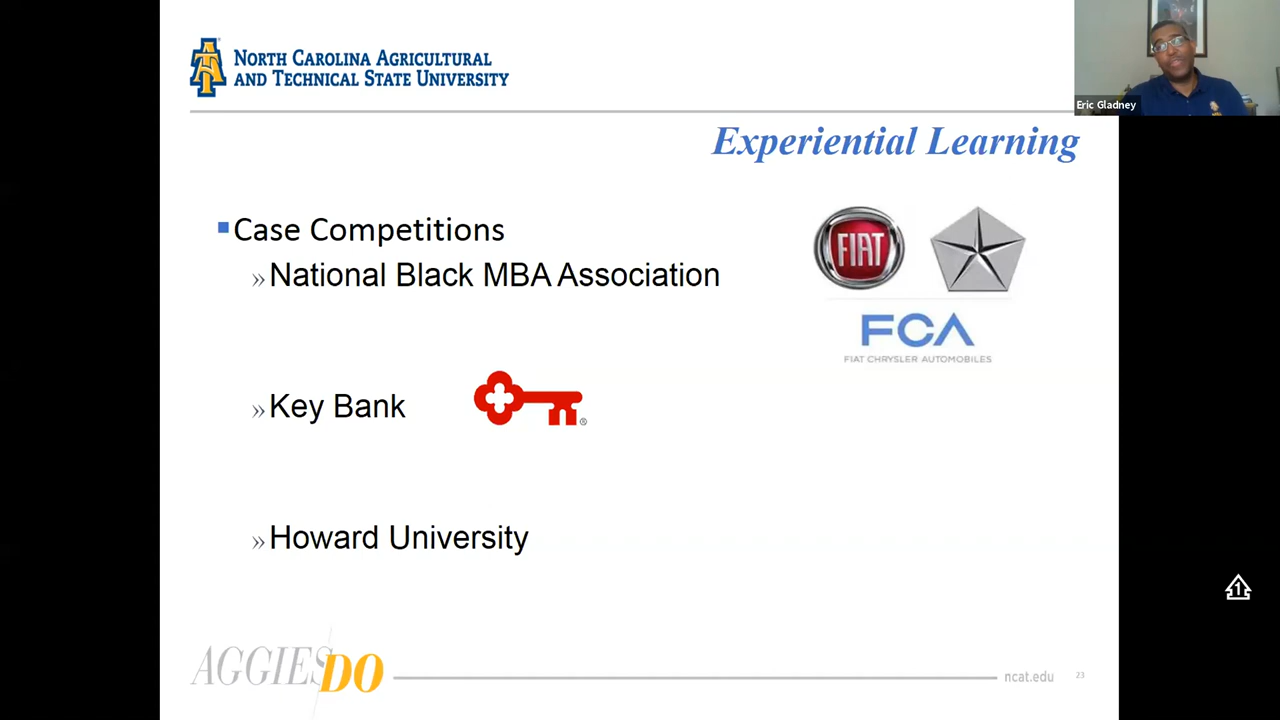 NORTH CAROLINA AGRICULTURAL
AND TECHNICAL STATE UNIVERSITY
Eric Gladney
Experiential Learning
Case Competitions
» National Black MBA Association
FIAT
FCA
FIAT CHRYSLER AUTOMOBILES
» Key Bank
®
» Howard University
1
AGGIES DO
ncat.edu
23